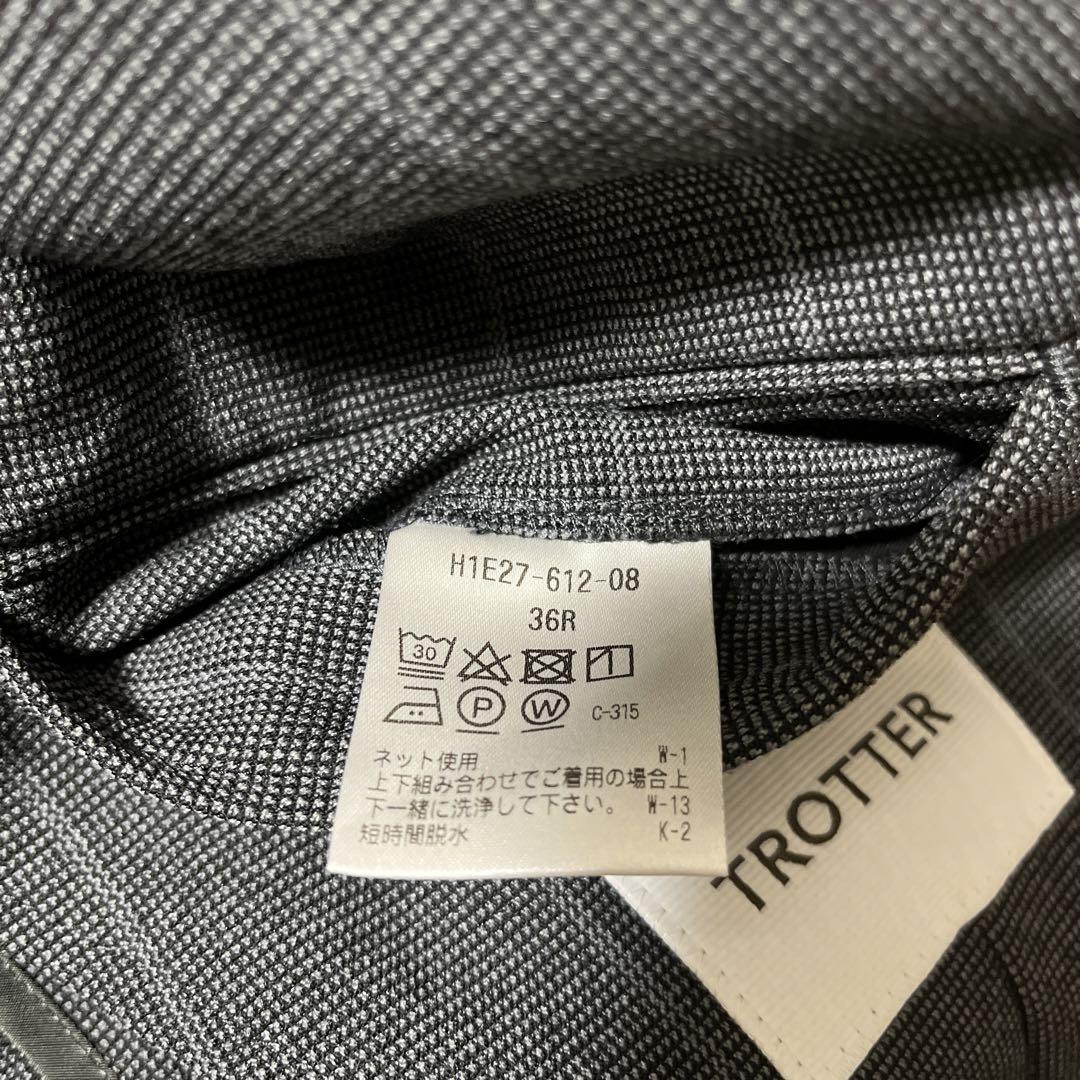 H1E27-612-08
36R
30
P W C-315
ネット使用 W-1
上下組み合わせでご着用の場合上
下一緒に洗浄して下さい。 W-13
短時間脱水 K-2
TROTTER